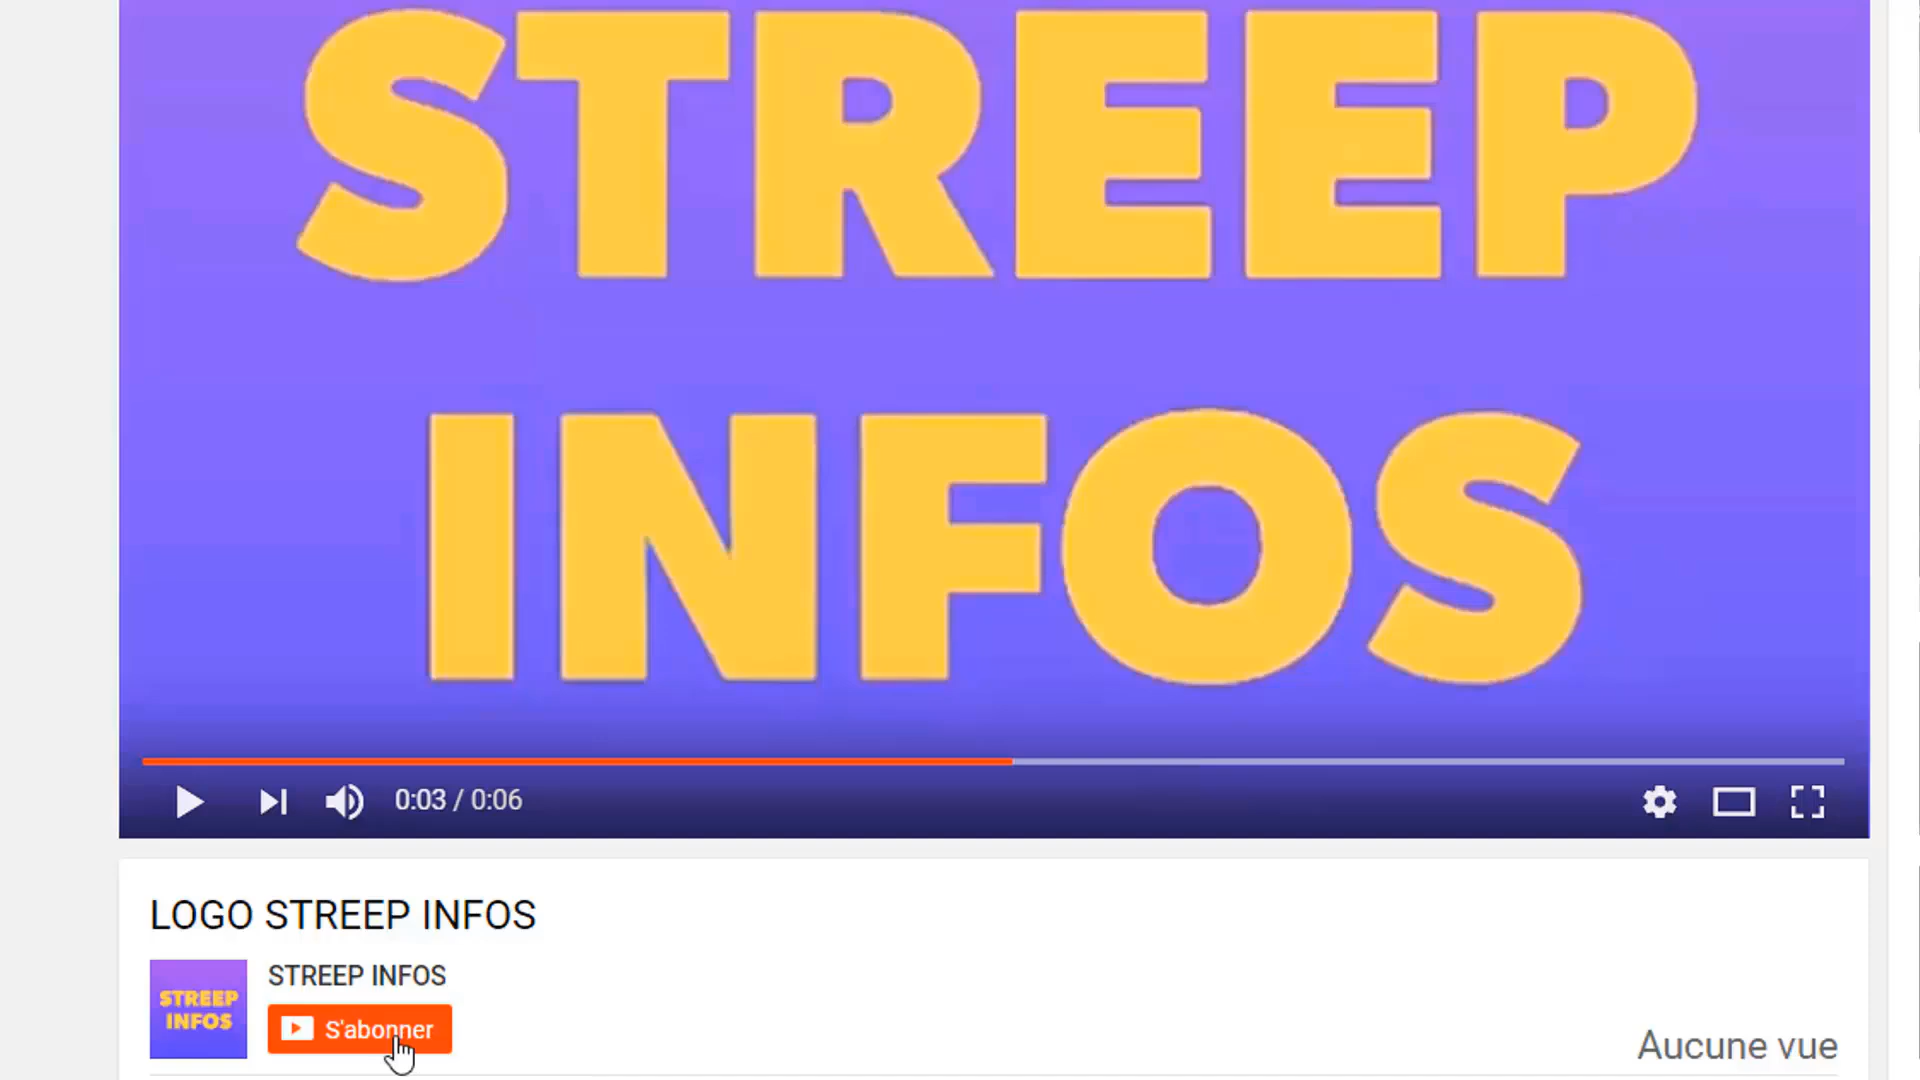 STREEP
INFOS
0:03 / 0:06
LOGO STREEP INFOS
STREEP
INFOS
STREEP INFOS
S'abonner
Aucune vue